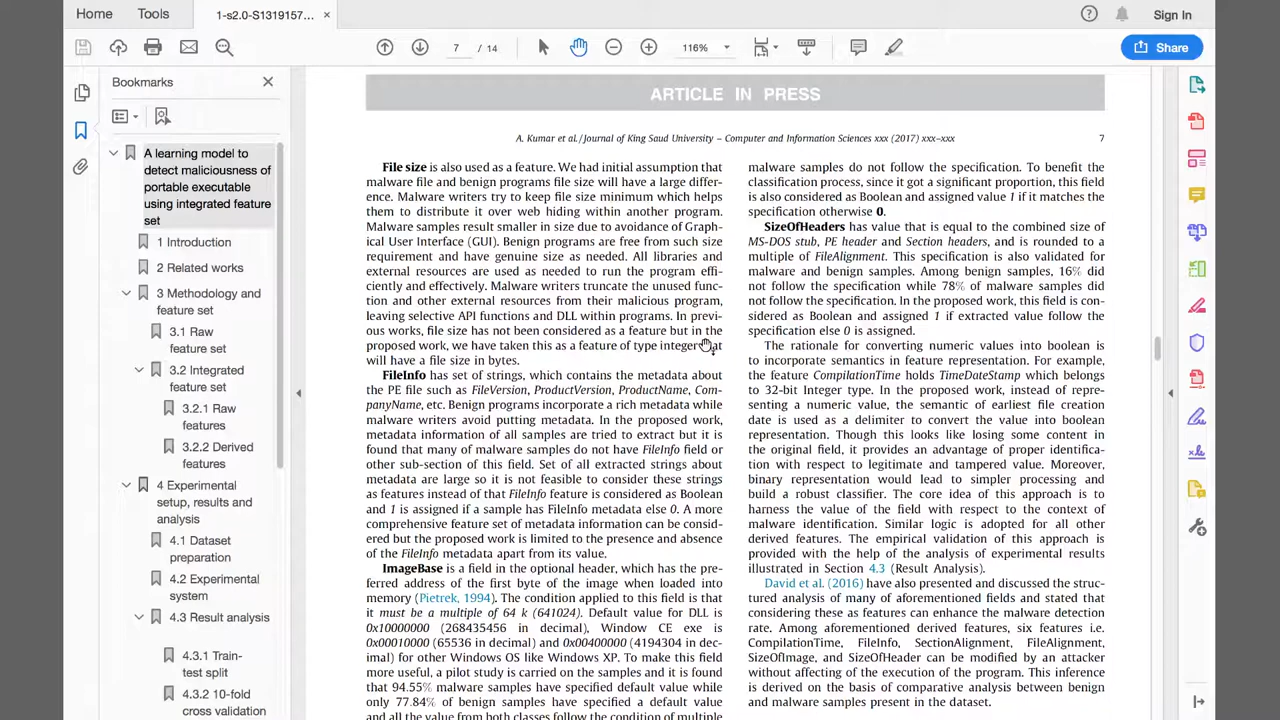 Home Tools 1-s2.0-S1319157... × Sign In
7 / 14 116% Share
Bookmarks
A learning model to
detect maliciousness of
portable executable
using integrated feature
set
1 Introduction
2 Related works
3 Methodology and
feature set
3.1 Raw
feature set
3.2 Integrated
feature set
3.2.1 Raw
features
3.2.2 Derived
features
4 Experimental
setup, results and
analysis
4.1 Dataset
preparation
4.2 Experimental
system
4.3 Result analysis
4.3.1 Train-
test split
4.3.2 10-fold
cross validation
ARTICLE IN PRESS
A. Kumar et al. / Journal of King Saud University – Computer and Information Sciences xxx (2017) xxx–xxx 7
File size is also used as feature. We had initial assumption that
malware file and benign programs file size will have a large differ-
ence. Malware writers try to keep file size minimum which helps
them to distribute it over web hiding within another program.
Malware samples result smaller in size due to avoidance of Graph-
ical User Interface (GUI). Benign programs are free from such size
requirement and have genuine size as needed. All libraries and
external resources are used as needed to run the program effi-
ciently and effectively. Malware writers truncate the unused func-
tion and other external resources from their malicious program,
leaving selective API functions and DLL within programs. In previ-
ous works, file size has not been considered as a feature but in the
proposed work, we have taken this as a feature of type integer
will have a file size in bytes.
FileInfo has set of strings, which contains the metadata about
the PE file such as FileVersion, ProductVersion, ProductName, Com-
panyName, etc. Benign programs incorporate a rich metadata while
malware writers avoid putting metadata. In the proposed work,
metadata information of all samples are tried to extract but it is
found that many of malware samples do not have FileInfo field or
other sub-section of this field. Set of all extracted strings about
metadata are large so it is not feasible to consider these strings
as features instead of that FileInfo feature is considered as Boolean
and 1 is assigned if a sample has FileInfo metadata else 0. A more
comprehensive feature set of metadata information can be consid-
ered but the proposed work is limited to the presence and absence
of the FileInfo metadata apart from its value.
ImageBase is a field in the optional header, which has the pre-
ferred address of the first byte of the image when loaded into
memory (Pietrek, 1994). The condition applied to this field is that
it must be a multiple of 64 k (641024). Default value for DLL is
0x10000000 (268435456 in decimal), Window CE exe is
0x00010000 (65536 in decimal) and 0x00400000 (4194304 in dec-
imal) for other Windows OS like Windows XP. To make this field
more useful, a pilot study is carried on the samples and it is found
that 94.55% malware samples have specified default value while
only 77.84% of benign samples have specified a default value
and all the value from both classes follow the condition of multiple
malware samples do not follow the specification. To benefit the
classification process, since it got a significant proportion, this field
is also considered as Boolean and assigned value 1 if it matches the
specification otherwise 0.
SizeOfHeaders has value that is equal to the combined size of
MS-DOS stub, PE header and Section headers, and is rounded to a
multiple of FileAlignment. This specification is also validated for
malware and benign samples. Among benign samples, 16% did
not follow the specification while 78% of malware samples did
not follow the specification. In the proposed work, this field is con-
sidered as Boolean and assigned 1 if extracted value follow the
specification else 0 is assigned.
The rationale for converting numeric values into boolean is
to incorporate semantics in feature representation. For example,
the feature CompilationTime holds TimeDateStamp which belongs
to 32-bit Integer type. In the proposed work, instead of repre-
senting a numeric value, the semantic of earliest file creation
date is used as a delimiter to convert the value into boolean
representation. Though this looks like losing some content in
the original field, it provides an advantage of proper identifica-
tion with respect to legitimate and tampered value. Moreover,
binary representation would lead to simpler processing and
build a robust classifier. The core idea of this approach is to
harness the value of the field with respect to the context of
malware identification. Similar logic is adopted for all other
derived features. The empirical validation of this approach is
provided with the help of the analysis of experimental results
illustrated in Section 4.3 (Result Analysis).
David et al. (2016) have also presented and discussed the struc-
tured analysis of many of aforementioned fields and stated that
considering these as features can enhance the malware detection
rate. Among aforementioned derived features, six features i.e.
CompilationTime, FileInfo, SectionAlignment, FileAlignment,
SizeOfImage, and SizeOfHeader can be modified by an attacker
without affecting of the execution of the program. This inference
is derived on the basis of comparative analysis between benign
and malware samples present in the dataset.